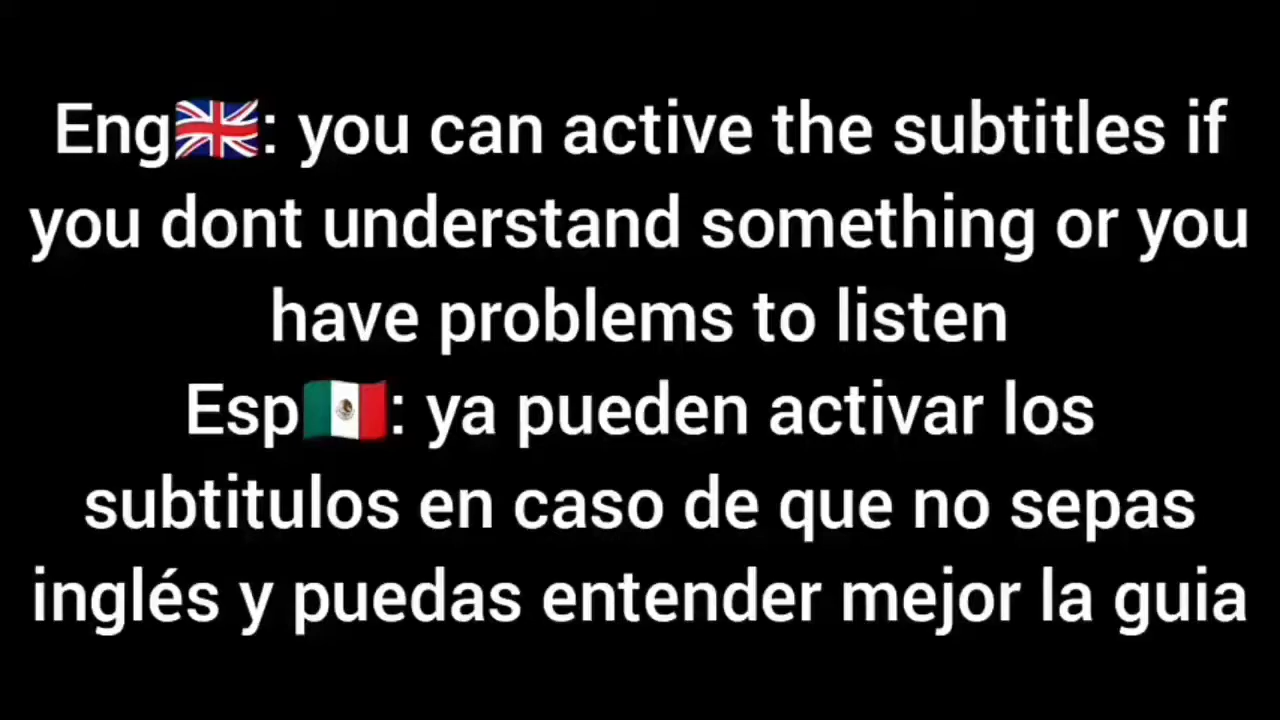 Eng🇬🇧: you can active the subtitles if
you dont understand something or you
have problems to listen
Esp🇲🇽: ya pueden activar los
subtitulos en caso de que no sepas
inglés y puedas entender mejor la guia